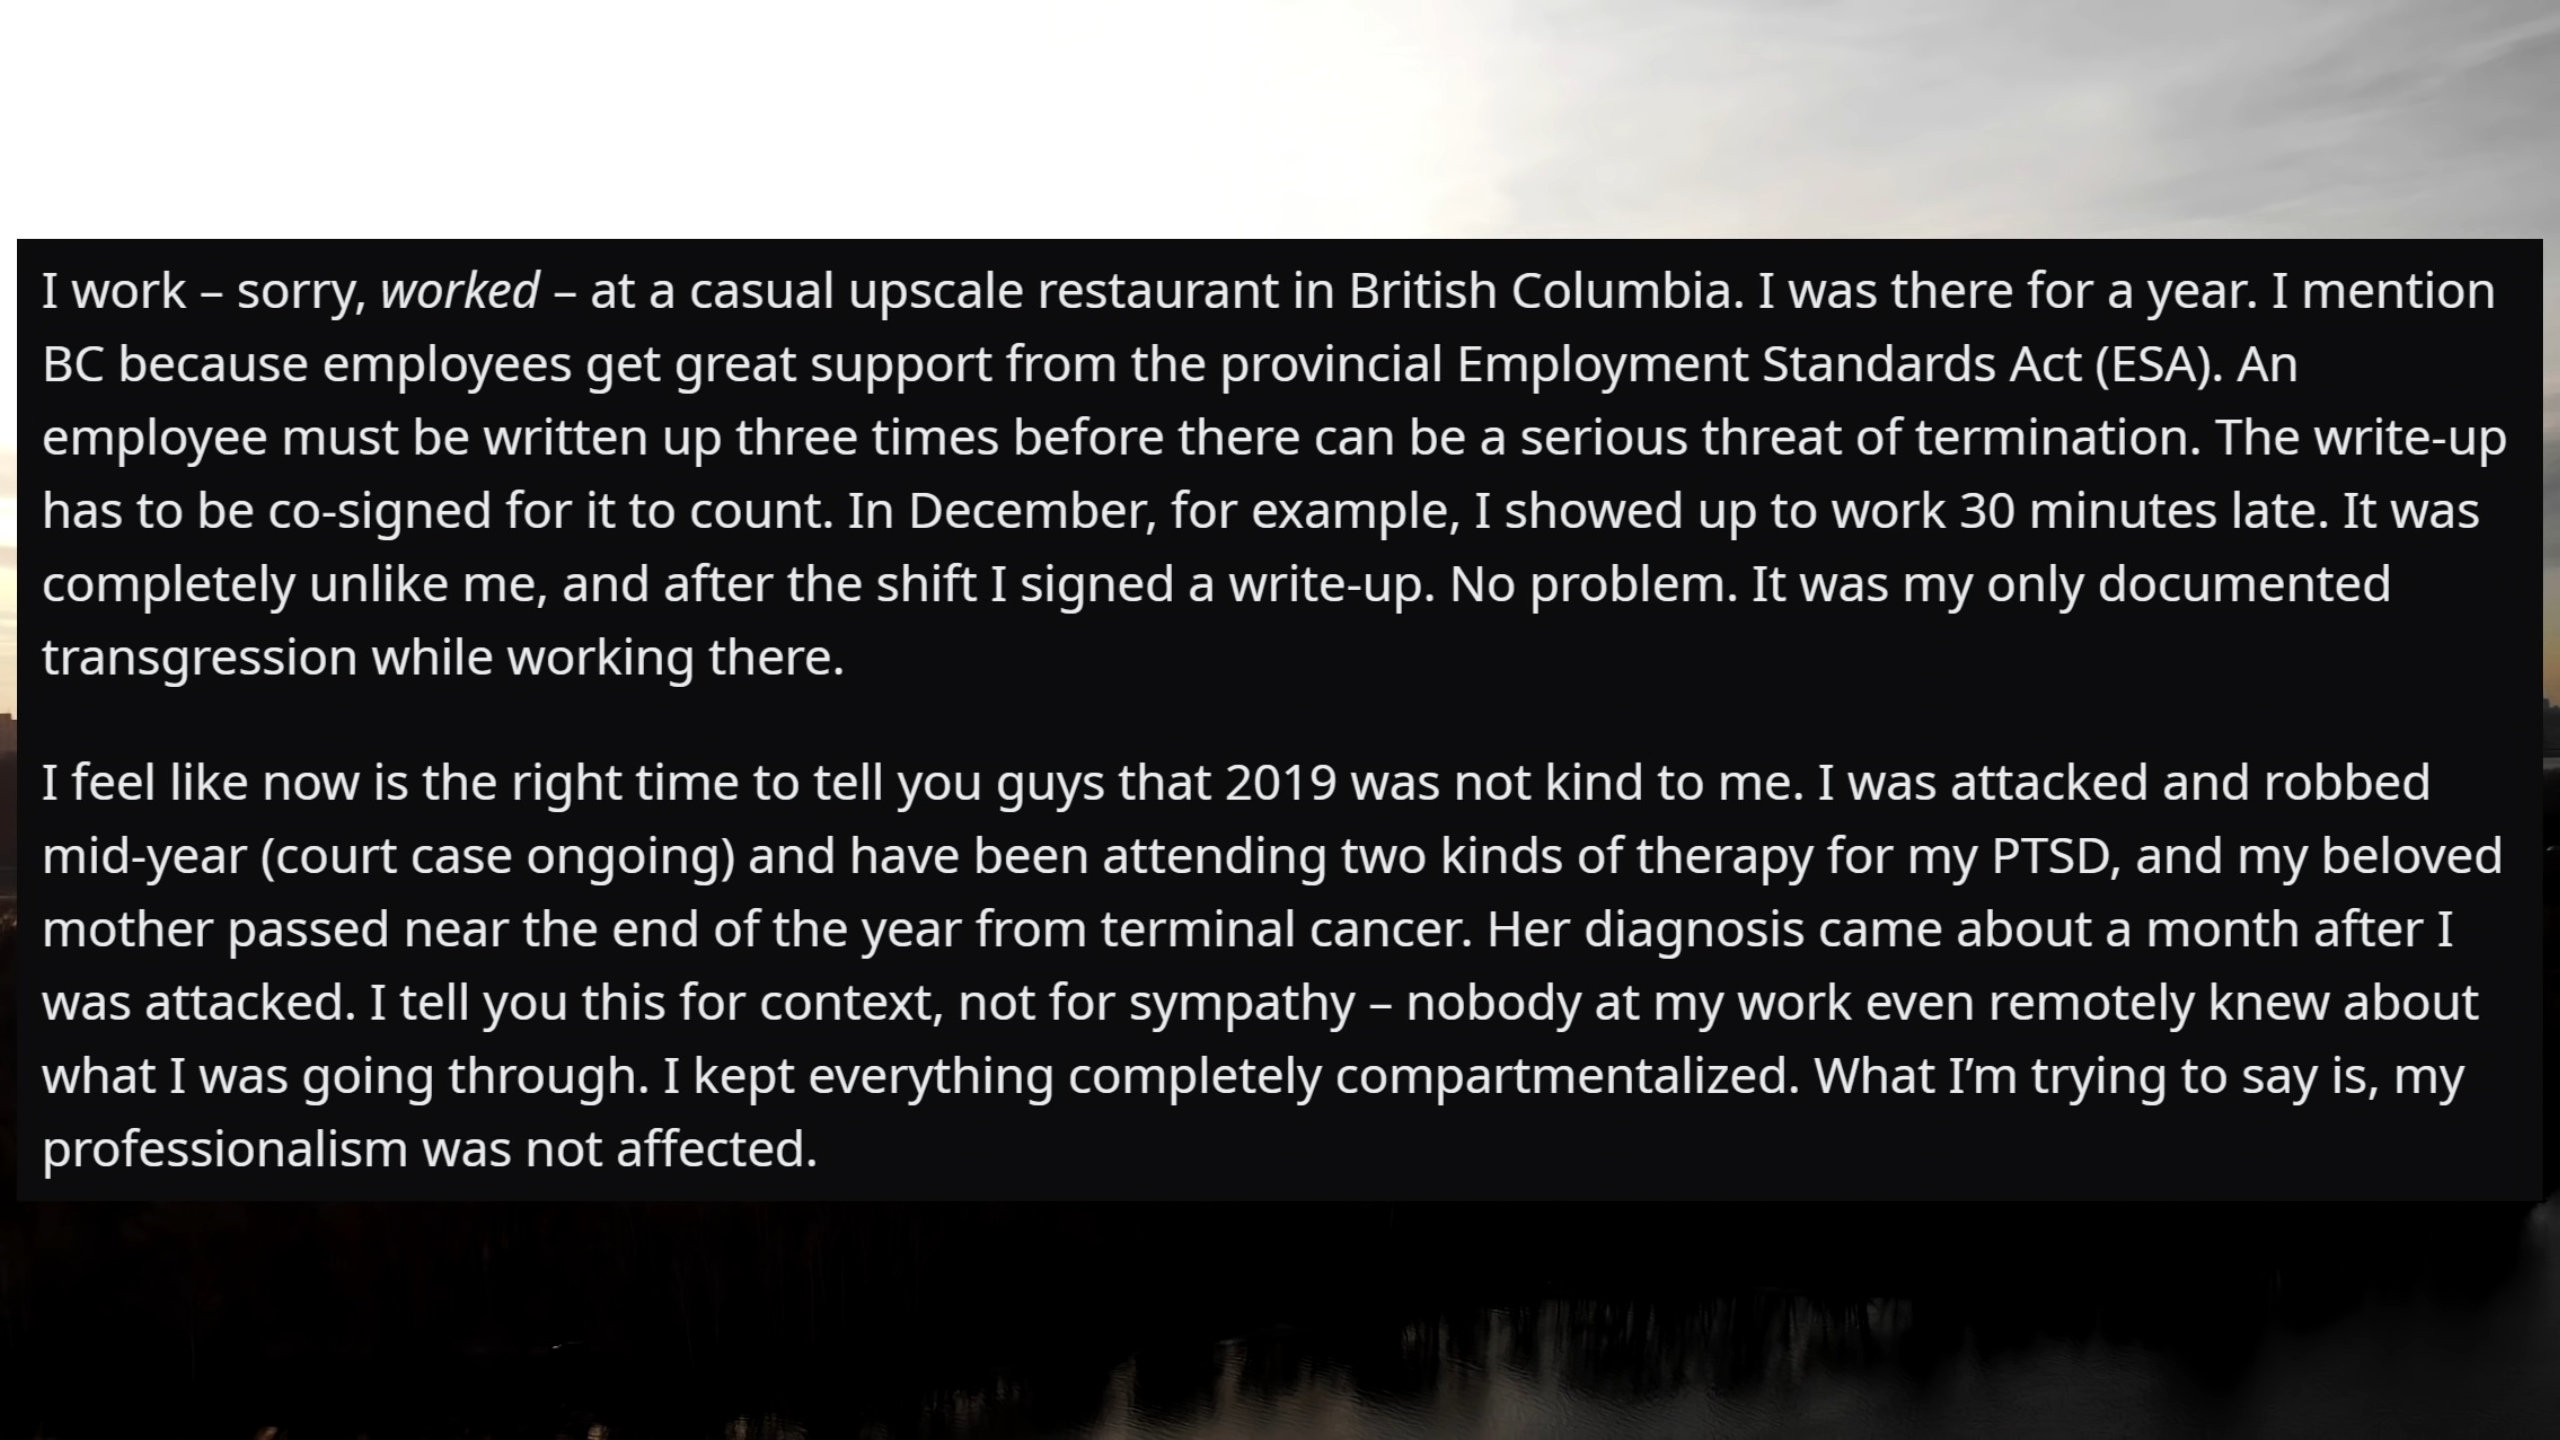 I work – sorry, worked – at a casual upscale restaurant in British Columbia. I was there for a year. I mention
BC because employees get great support from the provincial Employment Standards Act (ESA). An
employee must be written up three times before there can be a serious threat of termination. The write-up
has to be co-signed for it to count. In December, for example, I showed up to work 30 minutes late. It was
completely unlike me, and after the shift I signed a write-up. No problem. It was my only documented
transgression while working there.
I feel like now is the right time to tell you guys that 2019 was not kind to me. I was attacked and robbed
mid-year (court case ongoing) and have been attending two kinds of therapy for my PTSD, and my beloved
mother passed near the end of the year from terminal cancer. Her diagnosis came about a month after I
was attacked. I tell you this for context, not for sympathy – nobody at my work even remotely knew about
what I was going through. I kept everything completely compartmentalized. What I’m trying to say is, my
professionalism was not affected.